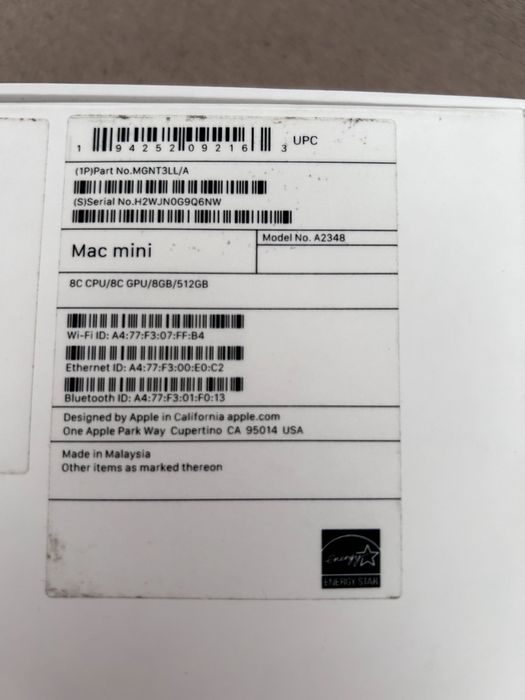 1 94252 09216 3 UPC
(1P)Part No.MGNT3LL/A
(S)Serial No.H2WJN0G9Q6NW
Mac mini
Model No. A2348
8C CPU/8C GPU/8GB/512GB
Wi-Fi ID: A4:77:F3:07:FF:B4
Ethernet ID: A4:77:F3:00:E0:C2
Bluetooth ID: A4:77:F3:01:F0:13
Designed by Apple in California apple.com
One Apple Park Way Cupertino CA 95014 USA
Made in Malaysia
Other items as marked thereon
energy
ENERGY STAR